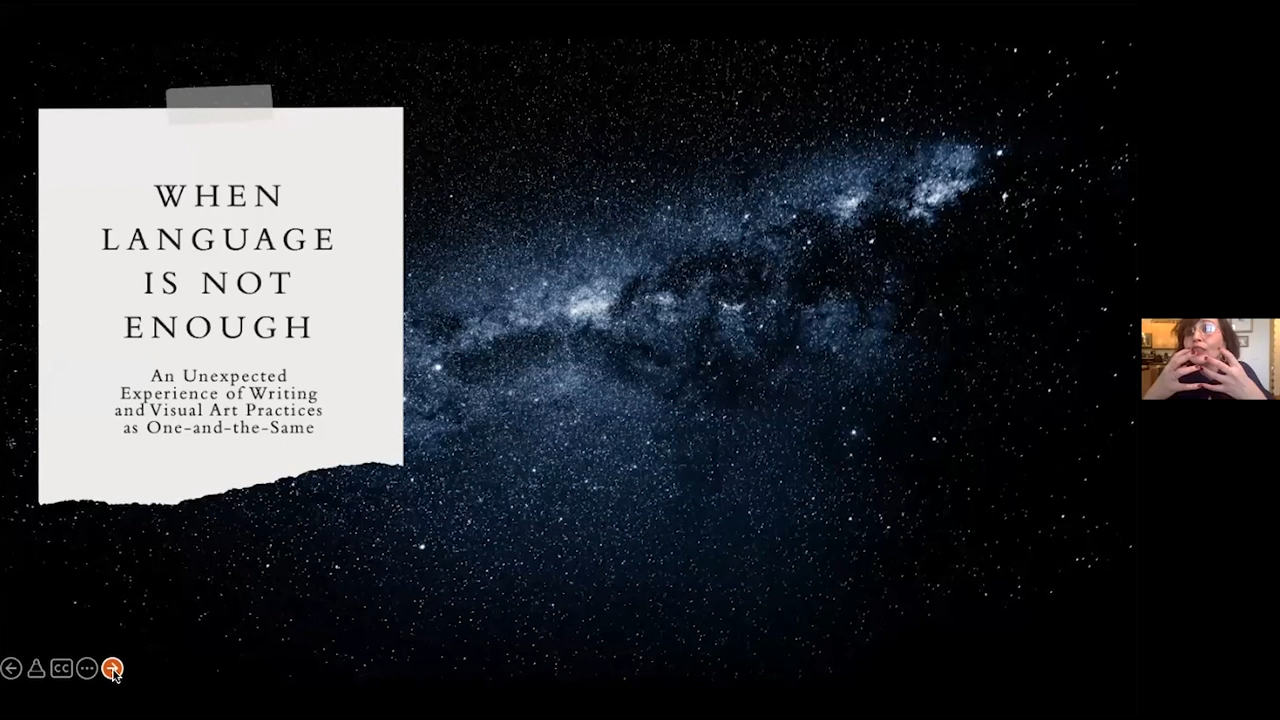 WHEN
LANGUAGE
IS NOT
ENOUGH
An Unexpected
Experience of Writing
and Visual Art Practices
as One-and-the-Same
CC